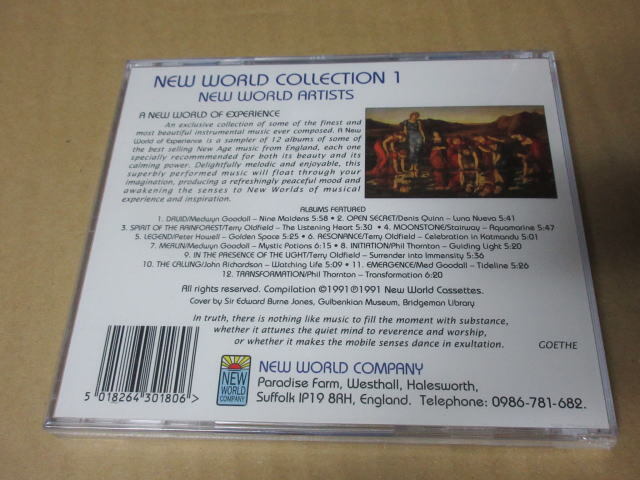 NEW WORLD COLLECTION 1
NEW WORLD ARTISTS
A NEW WORLD OF EXPERIENCE
An exclusive collection of some of the finest and
most beautiful instrumental music ever composed. A New
World of Experience is a sampler of 12 albums of some of
the best selling New Age music from England, each one
specially recommmended for both its beauty and its
calming power. Delightfully melodic and enjoyable, this
superbly performed music will float through your
imagination, producing a refreshingly peaceful mood and
awakening the senses to New Worlds of musical
experience and inspiration.
ALBUMS FEATURED
1. DRUID/Medwyn Goodall – Nine Maidens 5:58 • 2. OPEN SECRET/Denis Quinn – Luna Nueva 5:41
3. SPIRIT OF THE RAINFOREST/Terry Oldfield – The Listening Heart 5:30 • 4. MOONSTONE/Stairway – Aquamarine 5:47
5. LEGEND/Peter Howell – Golden Space 5:25 • 6. RESONANCE/Terry Oldfield – Celebration in Katmandu 5:01
7. MERLIN/Medwyn Goodall – Mystic Potions 6:15 • 8. INITIATION/Phil Thornton – Guiding Light 5:20
9. IN THE PRESENCE OF THE LIGHT/Terry Oldfield – Surrender into Immensity 5:36
10. THE CALLING/John Richardson – Watching Life 5:09 • 11. EMERGENCE/Med Goodall – Tideline 5:26
12. TRANSFORMATION/Phil Thornton – Transformation 6:20
All rights reserved. Compilation ©1991 ℗1991 New World Cassettes.
Cover by Sir Edward Burne Jones, Gulbenkian Museum, Bridgeman Library
In truth, there is nothing like music to fill the moment with substance,
whether it attunes the quiet mind to reverence and worship,
or whether it makes the mobile senses dance in exultation.
GOETHE
5 018264 301806 >
NEW
WORLD
COMPANY
NEW WORLD COMPANY
Paradise Farm, Westhall, Halesworth,
Suffolk IP19 8RH, England. Telephone: 0986-781-682.